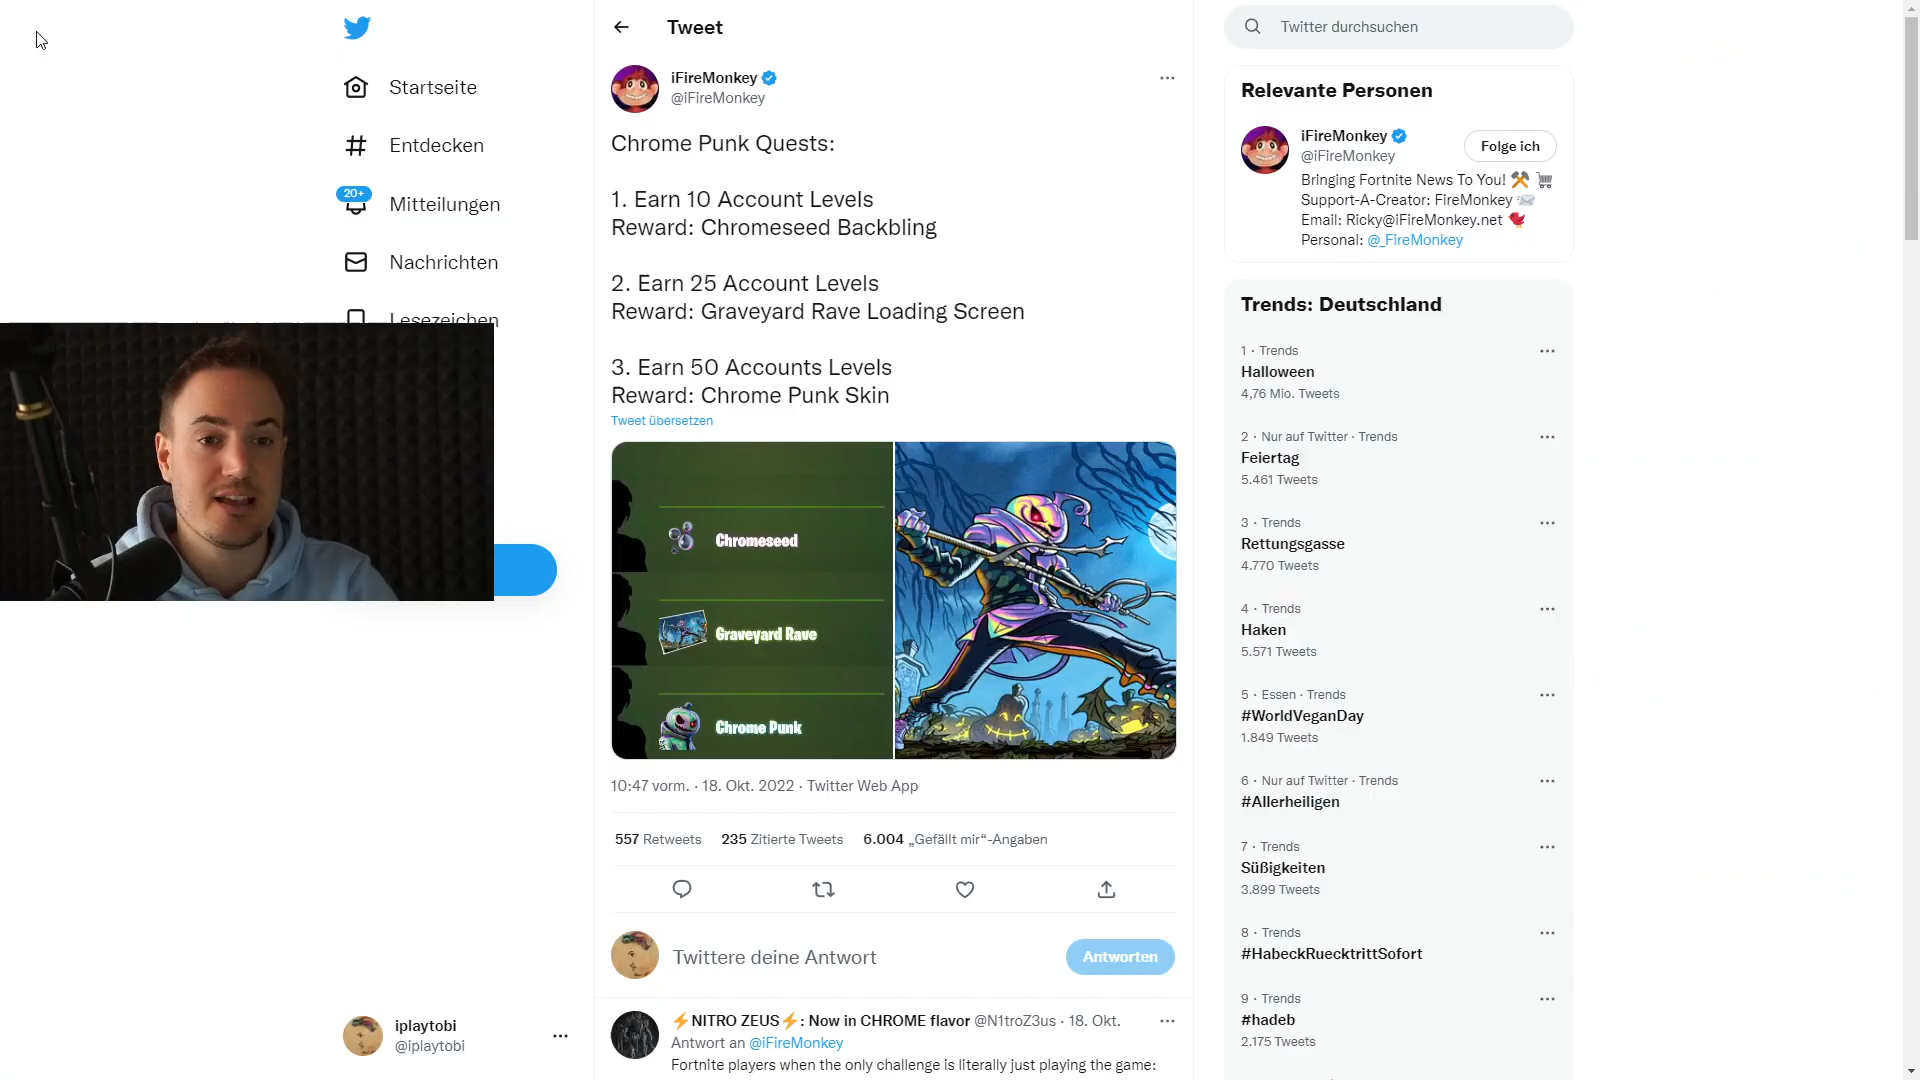 Startseite
Entdecken
20+
Mitteilungen
Nachrichten
Lesezeichen
iplaytobi
@iplaytobi
Tweet
iFireMonkey
@iFireMonkey
Chrome Punk Quests:
1. Earn 10 Account Levels
Reward: Chromeseed Backbling
2. Earn 25 Account Levels
Reward: Graveyard Rave Loading Screen
3. Earn 50 Accounts Levels
Reward: Chrome Punk Skin
Tweet übersetzen
Chromeseed
Graveyard Rave
Chrome Punk
10:47 vorm. · 18. Okt. 2022 · Twitter Web App
557 Retweets 235 Zitierte Tweets 6.004 „Gefällt mir“-Angaben
Twittere deine Antwort
Antworten
⚡NITRO ZEUS⚡: Now in CHROME flavor @N1troZ3us · 18. Okt.
Antwort an @iFireMonkey
Fortnite players when the only challenge is literally just playing the game:
Twitter durchsuchen
Relevante Personen
iFireMonkey
@iFireMonkey
Folge ich
Bringing Fortnite News To You! ⚒️ 🛒
Support-A-Creator: FireMonkey 📨
Email: Ricky@iFireMonkey.net 🐦
Personal: @_FireMonkey
Trends: Deutschland
1 · Trends
Halloween
4,76 Mio. Tweets
2 · Nur auf Twitter · Trends
Feiertag
5.461 Tweets
3 · Trends
Rettungsgasse
4.770 Tweets
4 · Trends
Haken
5.571 Tweets
5 · Essen · Trends
#WorldVeganDay
1.849 Tweets
6 · Nur auf Twitter · Trends
#Allerheiligen
7 · Trends
Süßigkeiten
3.899 Tweets
8 · Trends
#HabeckRuecktrittSofort
9 · Trends
#hadeb
2.175 Tweets